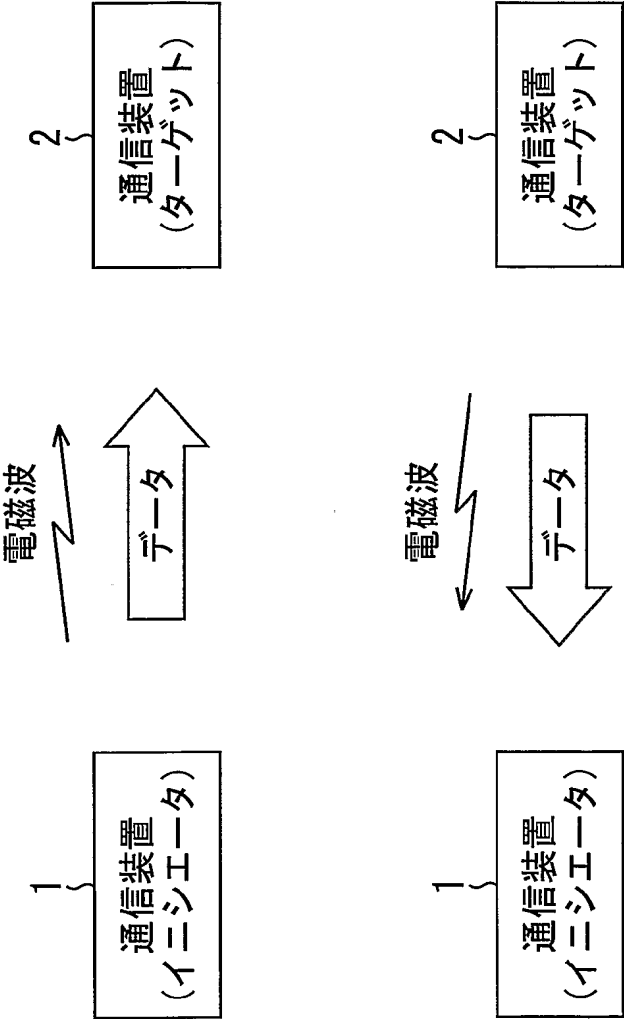 電磁波
1
2
通信装置
(イニシエータ)
データ
通信装置
(ターゲット)
電磁波
1
2
通信装置
(イニシエータ)
データ
通信装置
(ターゲット)